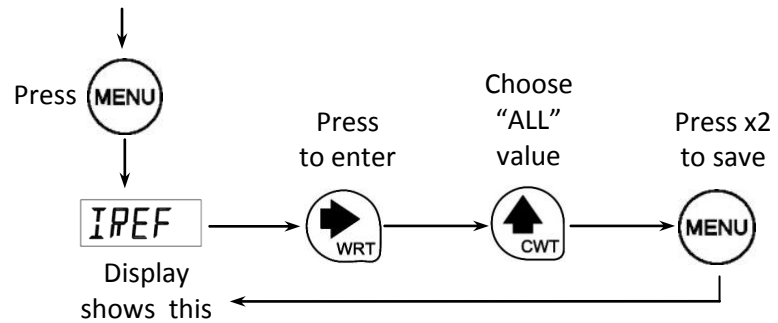 Press MENU
IREF
Display
shows this
Press
to enter
WRT
Choose
“ALL”
value
CWT
Press x2
to save
MENU